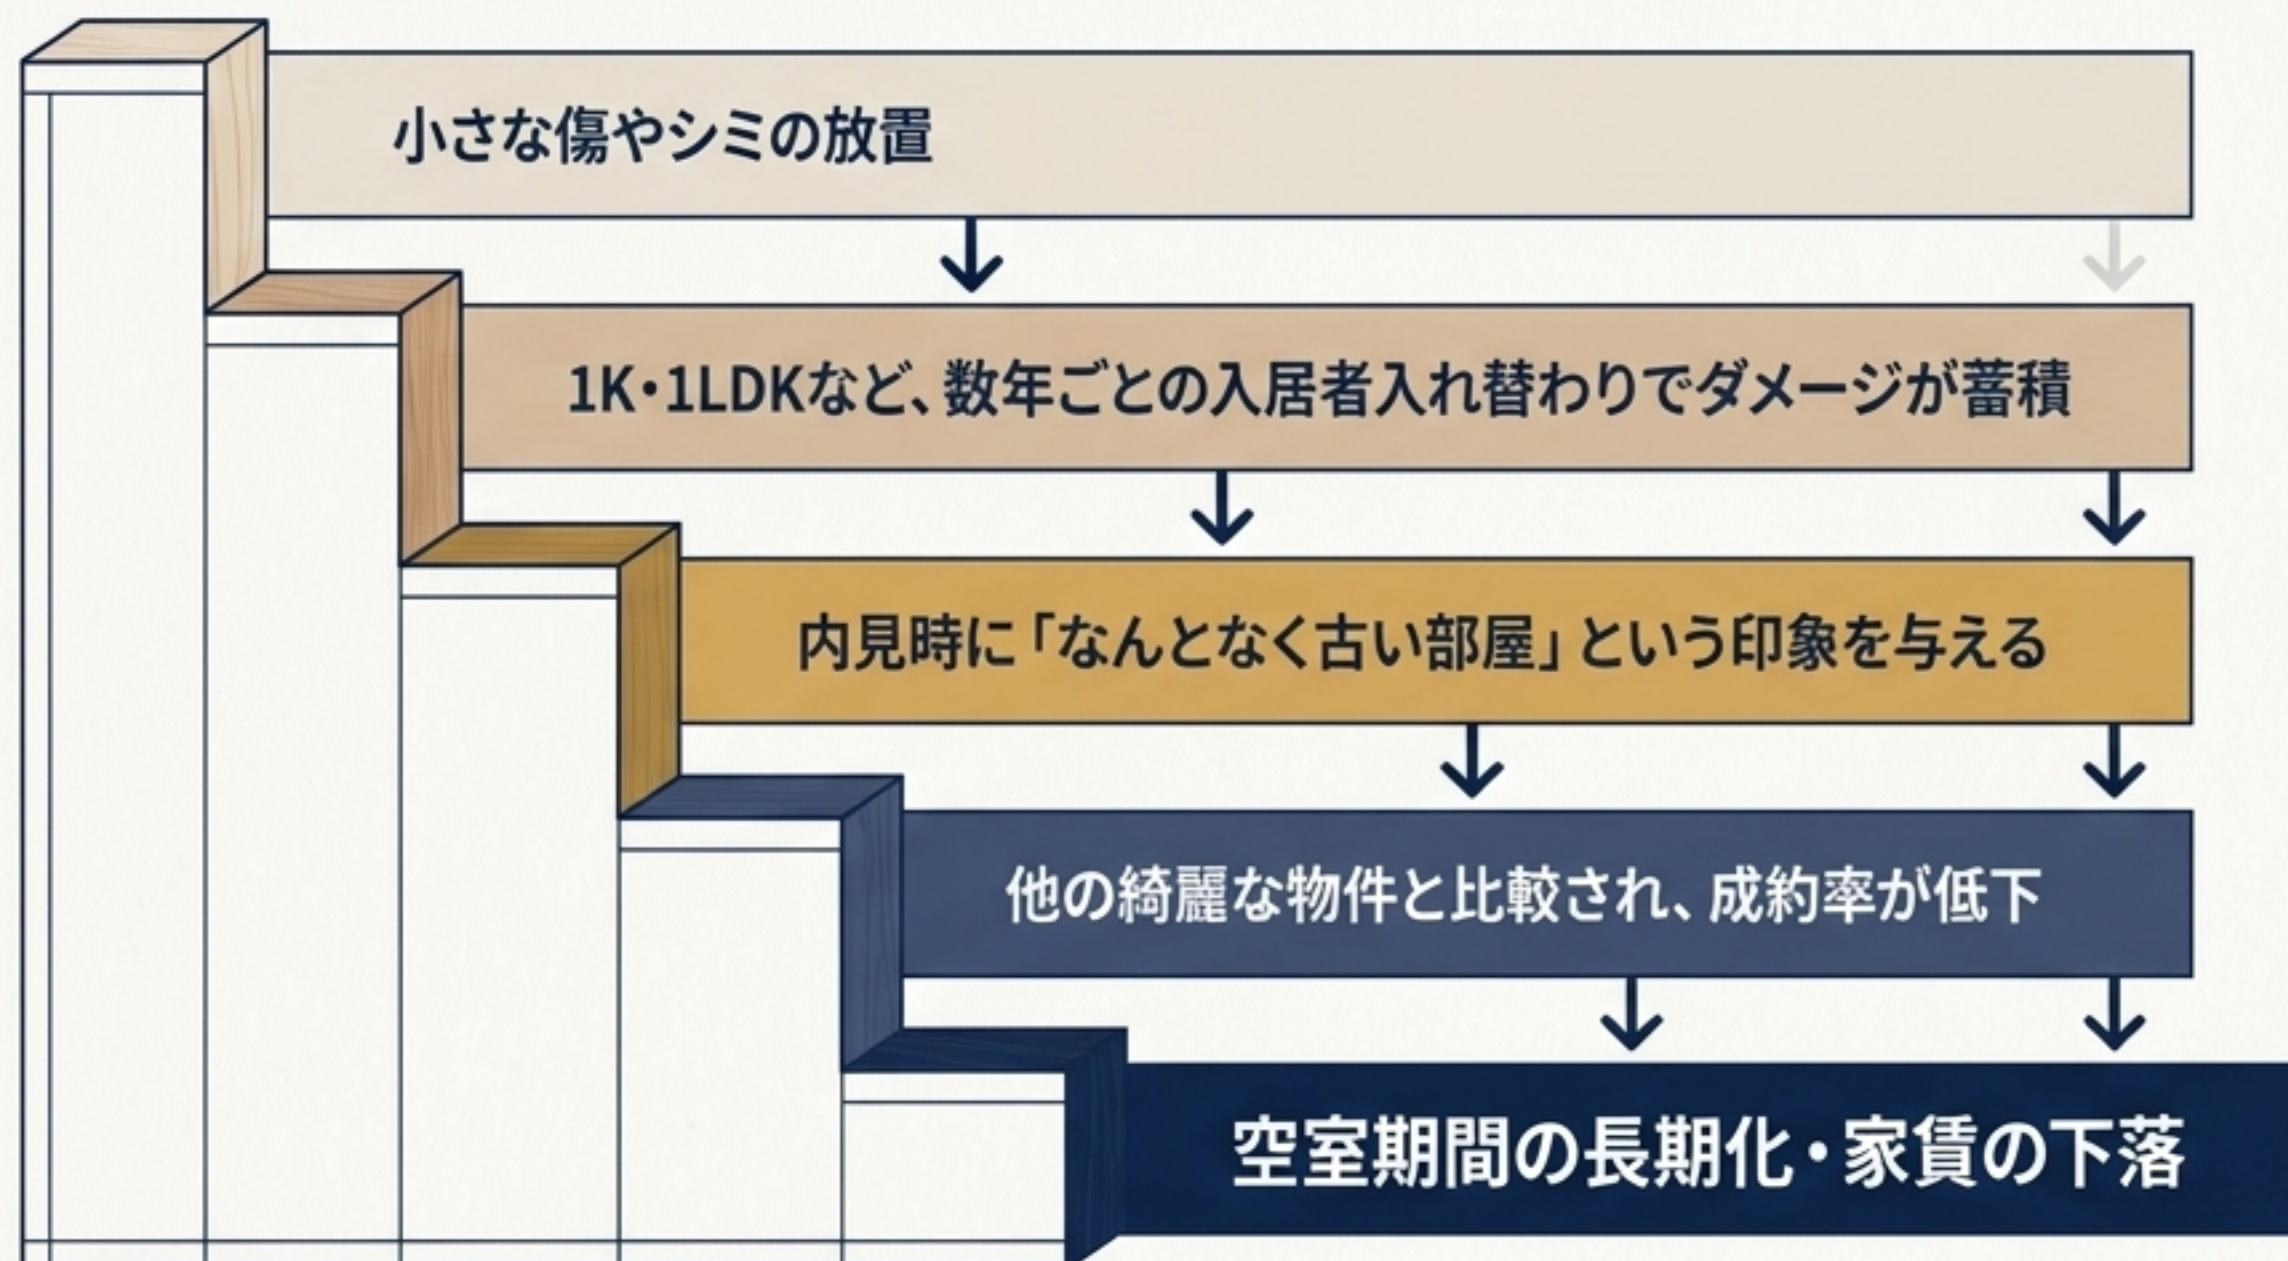 小さな傷やシミの放置
1K・1LDKなど、数年ごとの入居者入れ替わりでダメージが蓄積
内見時に「なんとなく古い部屋」という印象を与える
他の綺麗な物件と比較され、成約率が低下
空室期間の長期化・家賃の下落